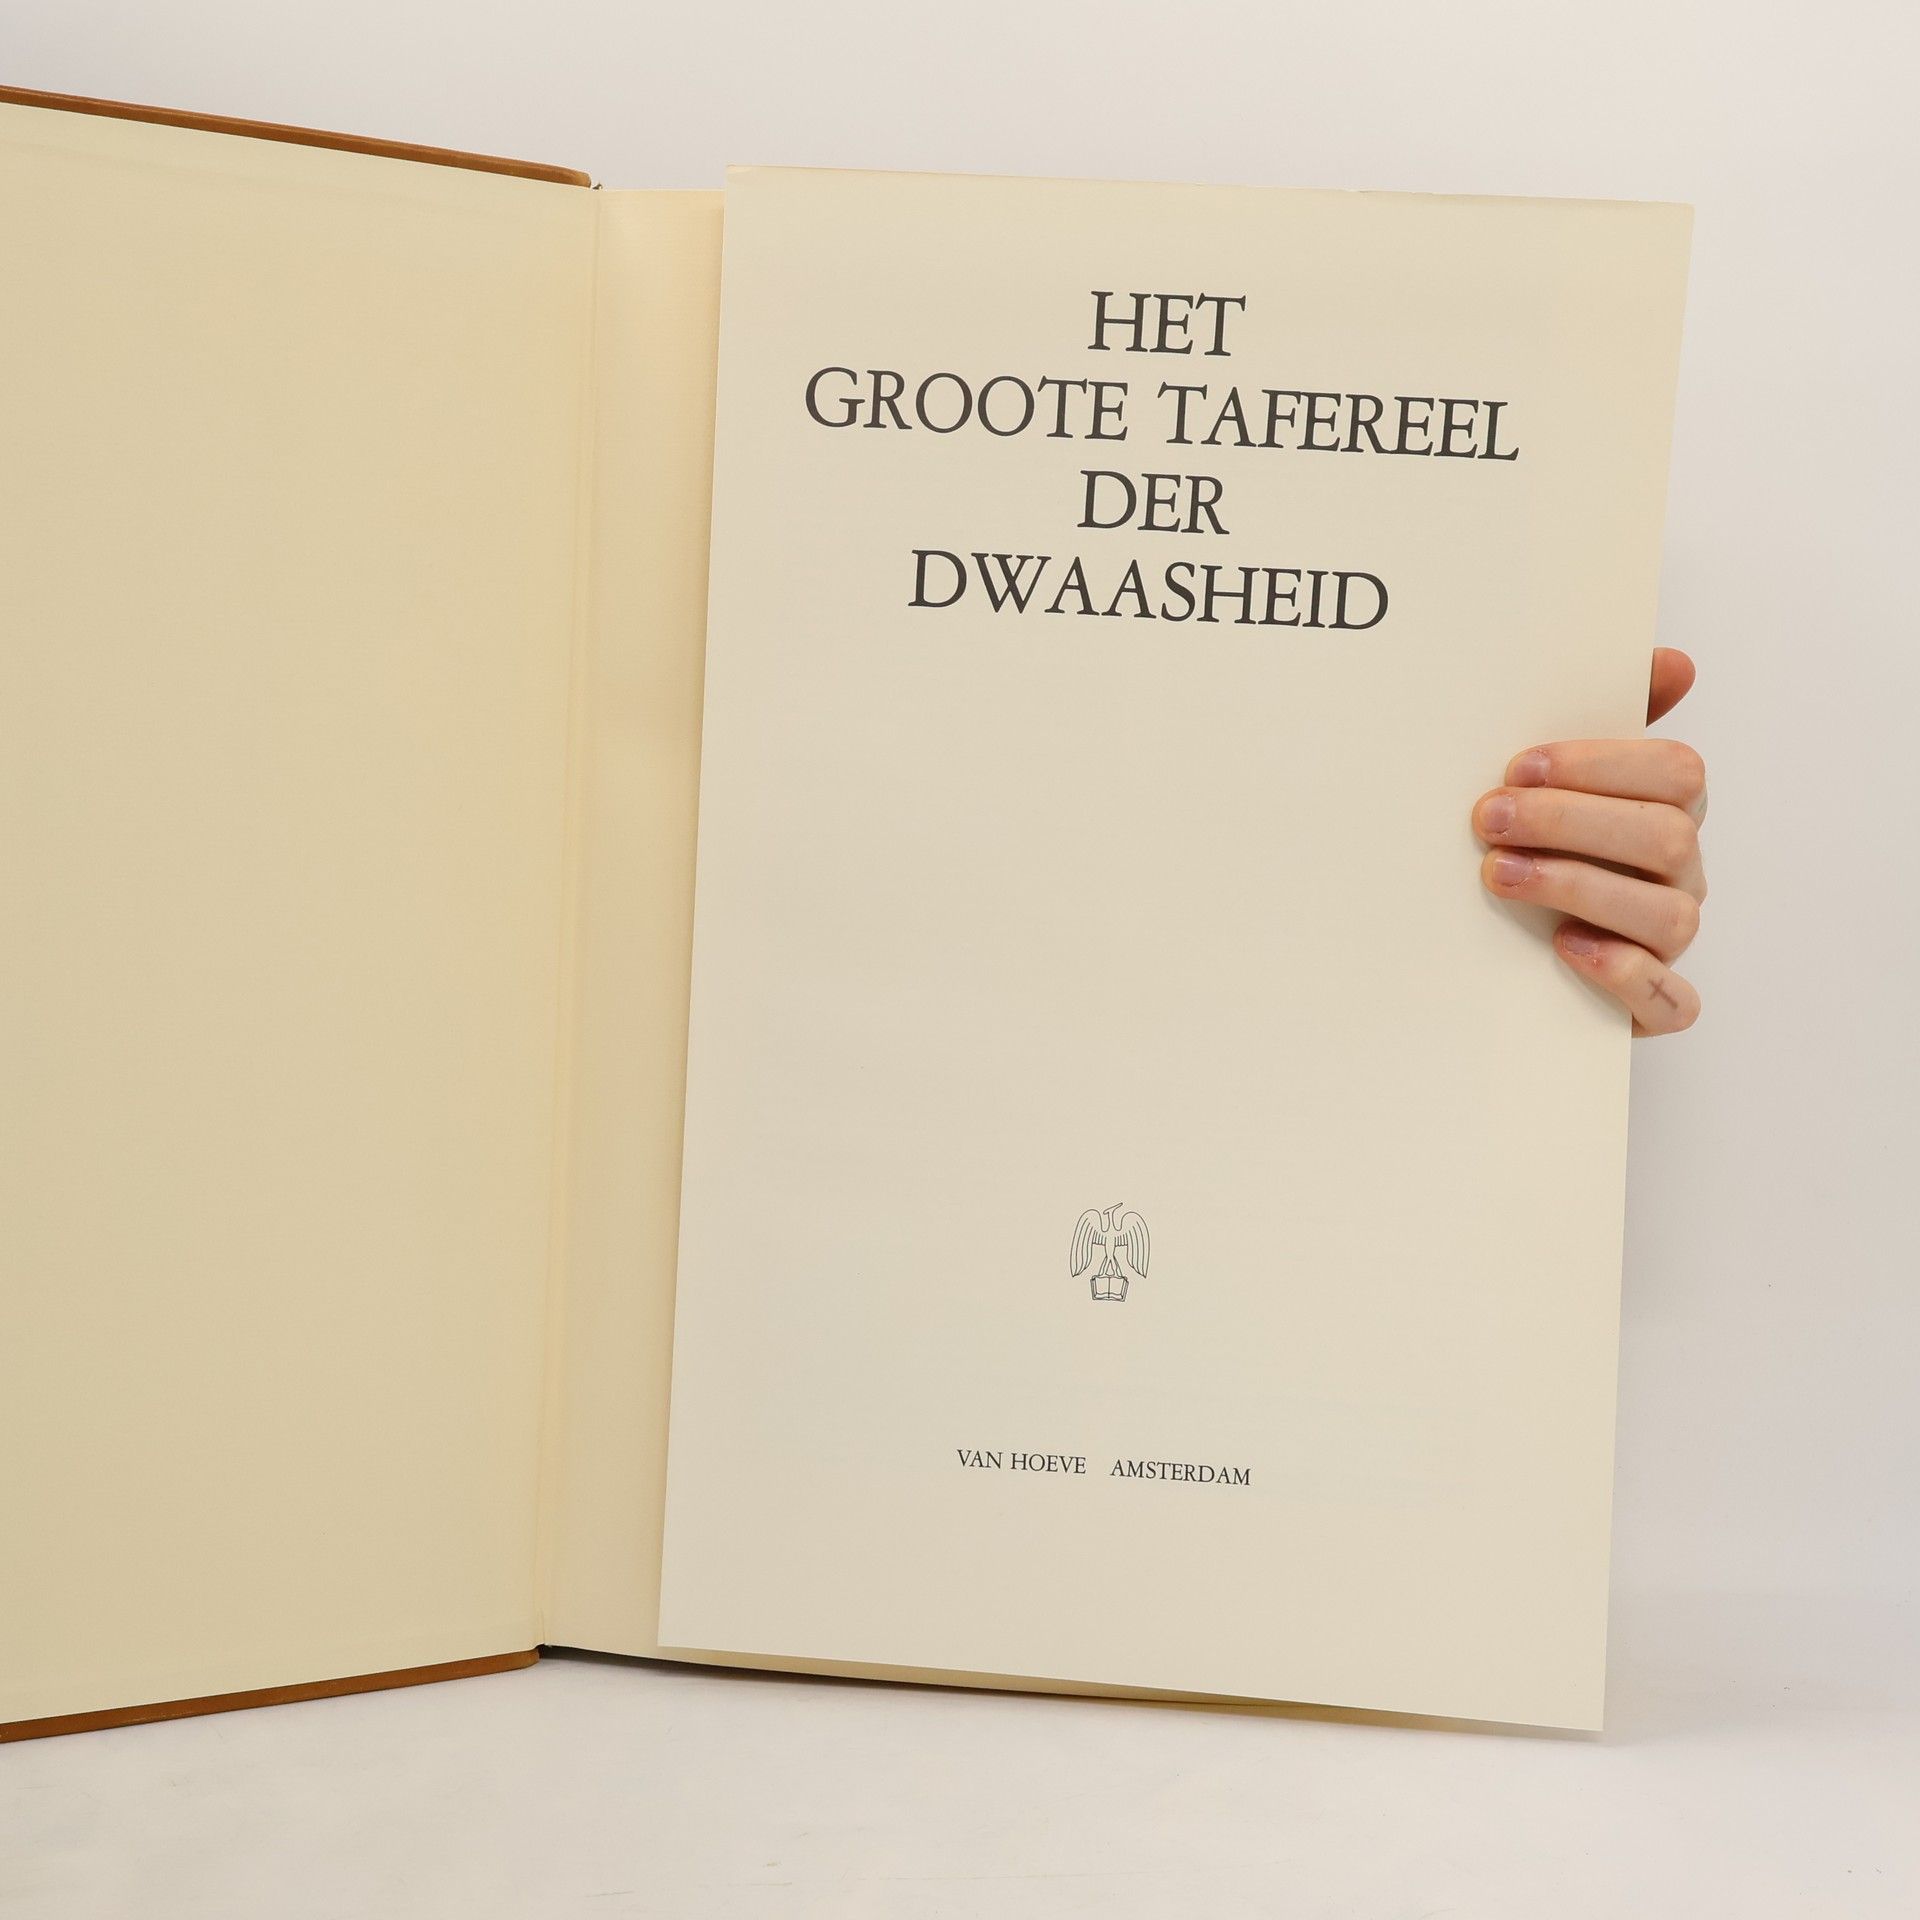 HET
GROOTE TAFEREEL
DER
DWAASHEID
VAN HOEVE AMSTERDAM